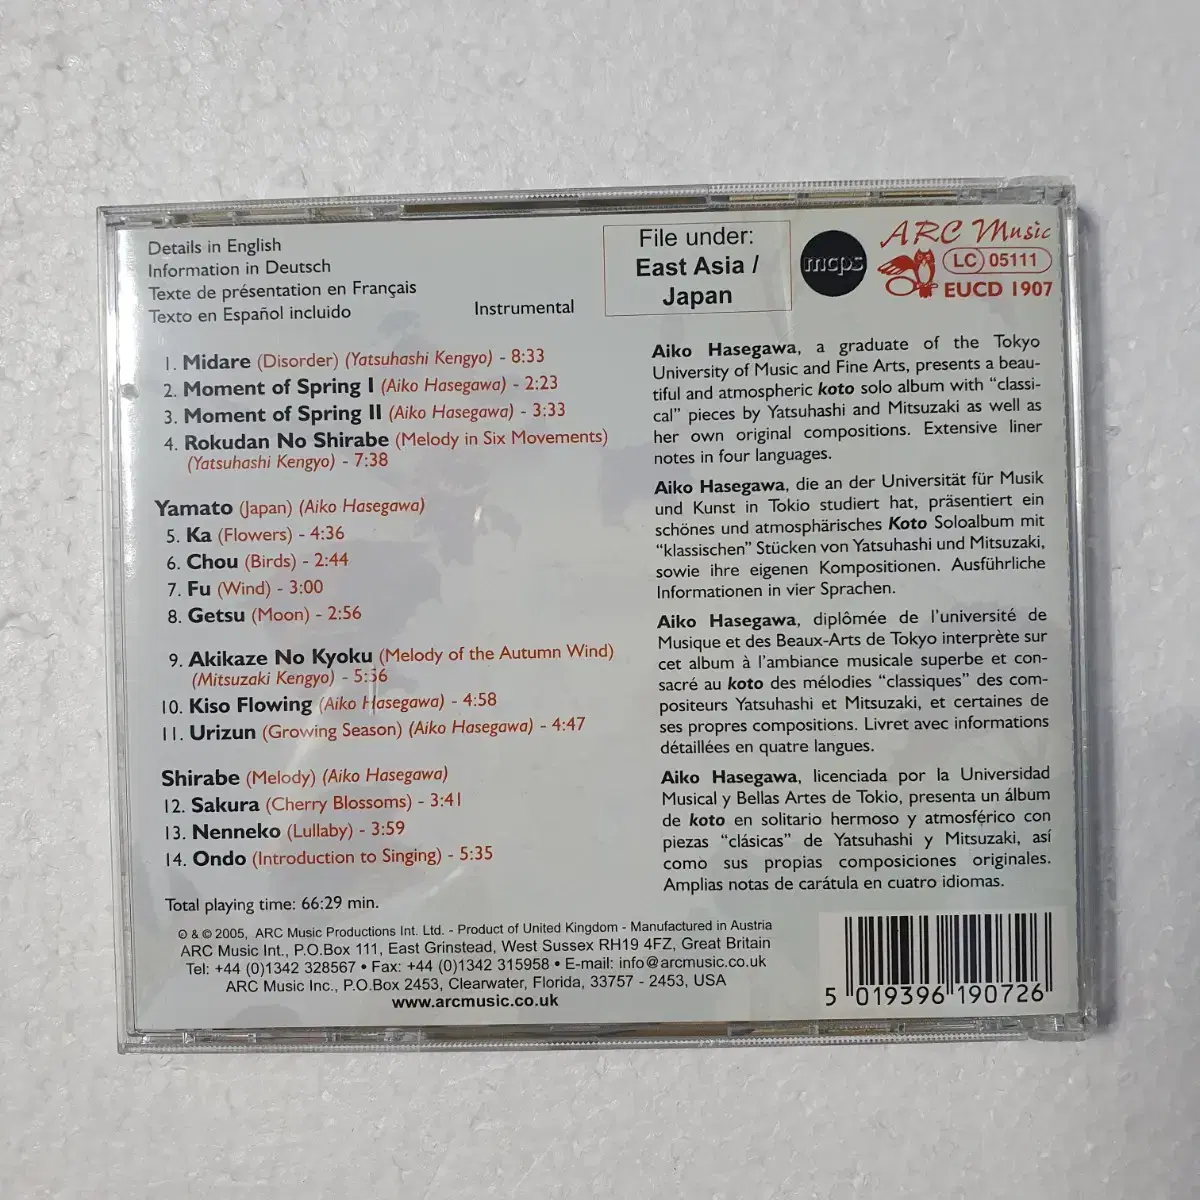 Details in English
Information in Deutsch
Texte de présentation en Français
Texto en Español incluido
Instrumental
File under:
East Asia /
Japan
mcps
ARC Music
LC 05111
EUCD 1907
1. Midare (Disorder) (Yatsuhashi Kengyo) - 8:33
2. Moment of Spring I (Aiko Hasegawa) - 2:23
3. Moment of Spring II (Aiko Hasegawa) - 3:33
4. Rokudan No Shirabe (Melody in Six Movements)
(Yatsuhashi Kengyo) - 7:38
Yamato (Japan) (Aiko Hasegawa)
5. Ka (Flowers) - 4:36
6. Chou (Birds) - 2:44
7. Fu (Wind) - 3:00
8. Getsu (Moon) - 2:56
9. Akikaze No Kyoku (Melody of the Autumn Wind)
(Mitsuzaki Kengyo) - 5:36
10. Kiso Flowing (Aiko Hasegawa) - 4:58
11. Urizun (Growing Season) (Aiko Hasegawa) - 4:47
Shirabe (Melody) (Aiko Hasegawa)
12. Sakura (Cherry Blossoms) - 3:41
13. Nenneko (Lullaby) - 3:59
14. Ondo (Introduction to Singing) - 5:35
Total playing time: 66:29 min.
Aiko Hasegawa, a graduate of the Tokyo
University of Music and Fine Arts, presents a beau-
tiful and atmospheric koto solo album with “classi-
cal” pieces by Yatsuhashi and Mitsuzaki as well as
her own original compositions. Extensive liner
notes in four languages.
Aiko Hasegawa, die an der Universität für Musik
und Kunst in Tokio studiert hat, präsentiert ein
schönes und atmosphärisches Koto Soloalbum mit
“klassischen” Stücken von Yatsuhashi und Mitsuzaki,
sowie ihre eigenen Kompositionen. Ausführliche
Informationen in vier Sprachen.
Aiko Hasegawa, diplômée de l’université de
Musique et des Beaux-Arts de Tokyo interprète sur
cet album à l’ambiance musicale superbe et con-
sacré au koto des mélodies “classiques” des com-
positeurs Yatsuhashi et Mitsuzaki, et certaines de
ses propres compositions. Livret avec informations
détaillées en quatre langues.
Aiko Hasegawa, licenciada por la Universidad
Musical y Bellas Artes de Tokio, presenta un álbum
de koto en solitario hermoso y atmosférico con
piezas “clásicas” de Yatsuhashi y Mitsuzaki, así
como sus propias composiciones originales.
Amplias notas de carátula en cuatro idiomas.
℗ & © 2005, ARC Music Productions Int. Ltd. - Product of United Kingdom - Manufactured in Austria
ARC Music Int., P.O.Box 111, East Grinstead, West Sussex RH19 4FZ, Great Britain
Tel: +44 (0)1342 328567 • Fax: +44 (0)1342 315958 • E-mail: info@arcmusic.co.uk
ARC Music Inc., P.O.Box 2453, Clearwater, Florida, 33757 - 2453, USA
www.arcmusic.co.uk
5 019396 190726